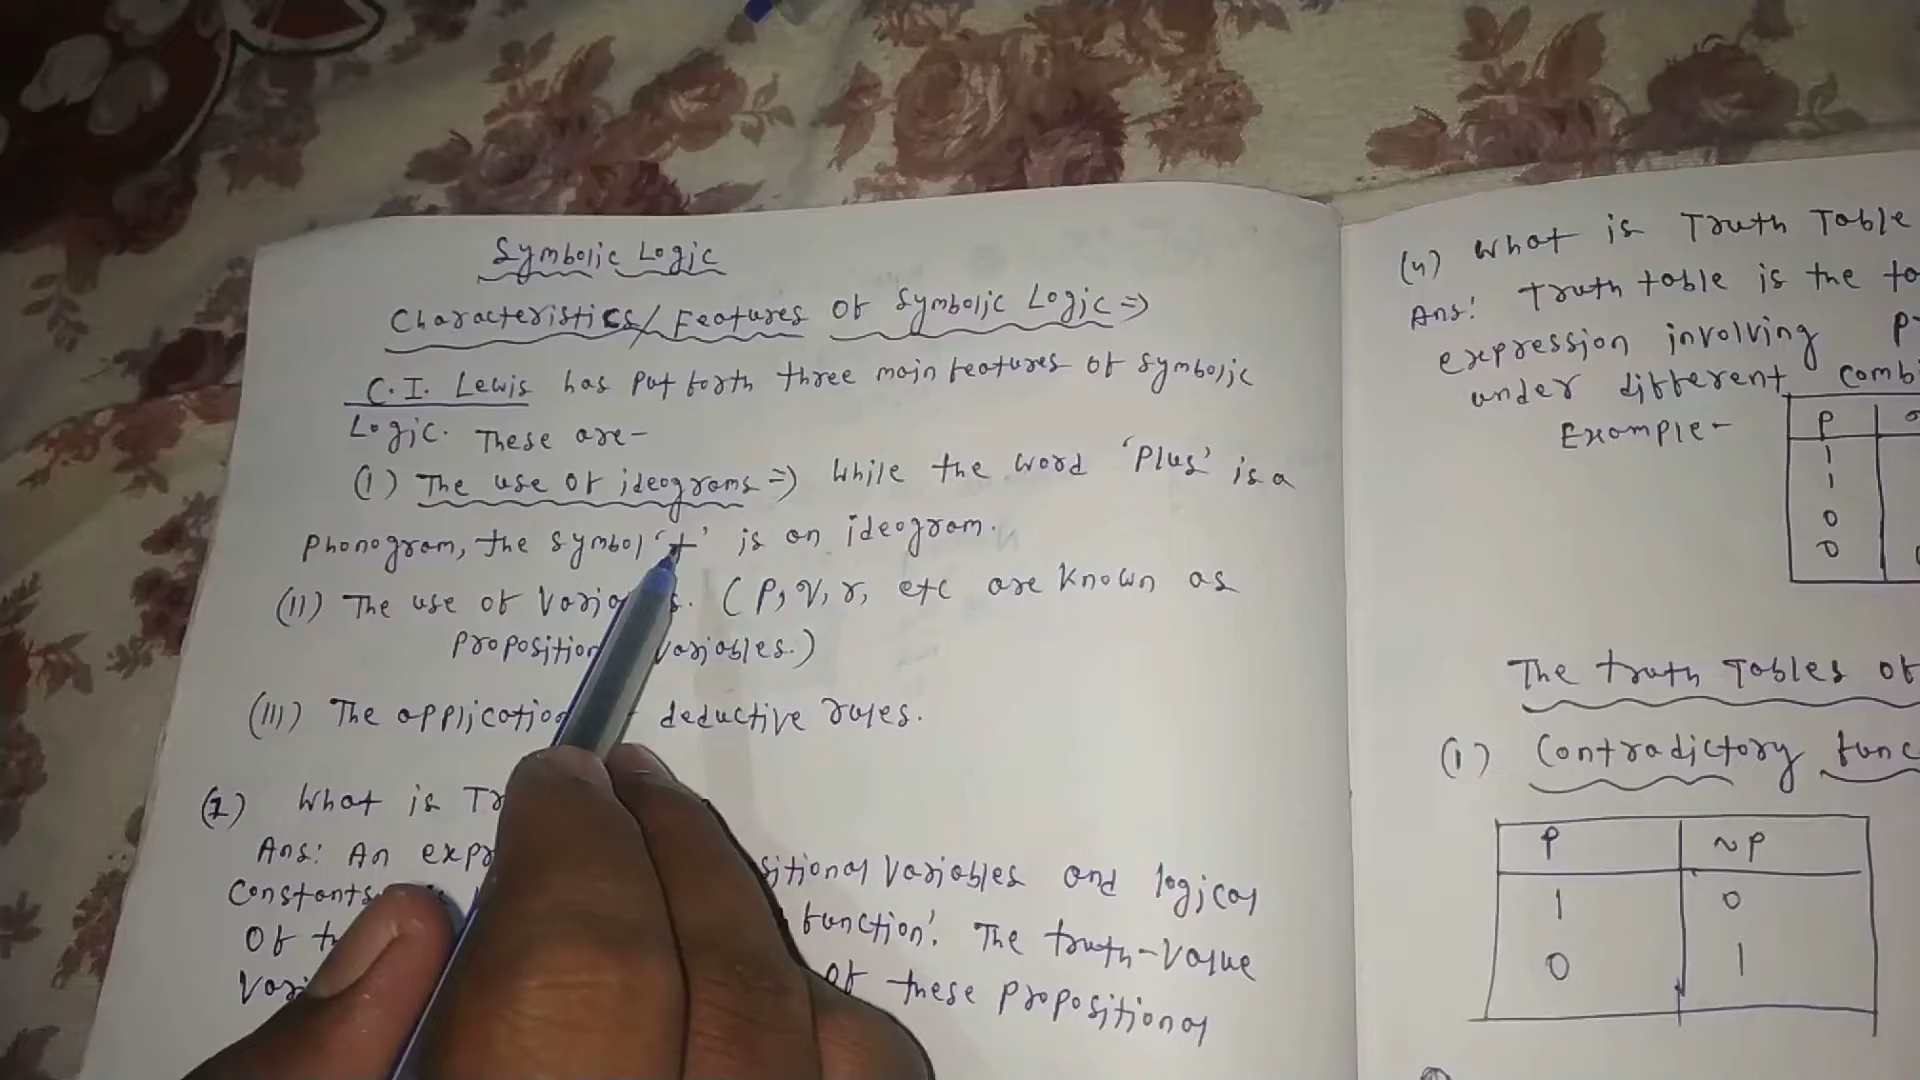 Symbolic Logic
Characteristics/Features of Symbolic Logic ⇒
C.I. Lewis has put forth three main features of symbolic
Logic. These are-
(I) The use of ideograms ⇒ While the word 'Plus' is a
Phonogram, the symbol '+' is an ideogram.
(II) The use of (P, q, r, etc are known as
variables.)
(III) The deductive rules.
(2) What is
Ans: An variables and logical
Constants
of function'. The truth-value
of these propositional
(4) What is Truth Table
Ans: Truth table is the
expression involving
under different
Example-
P
1
1
0
0
The truth Tables of
(i) Contradictory
P ~P
1 0
0 1